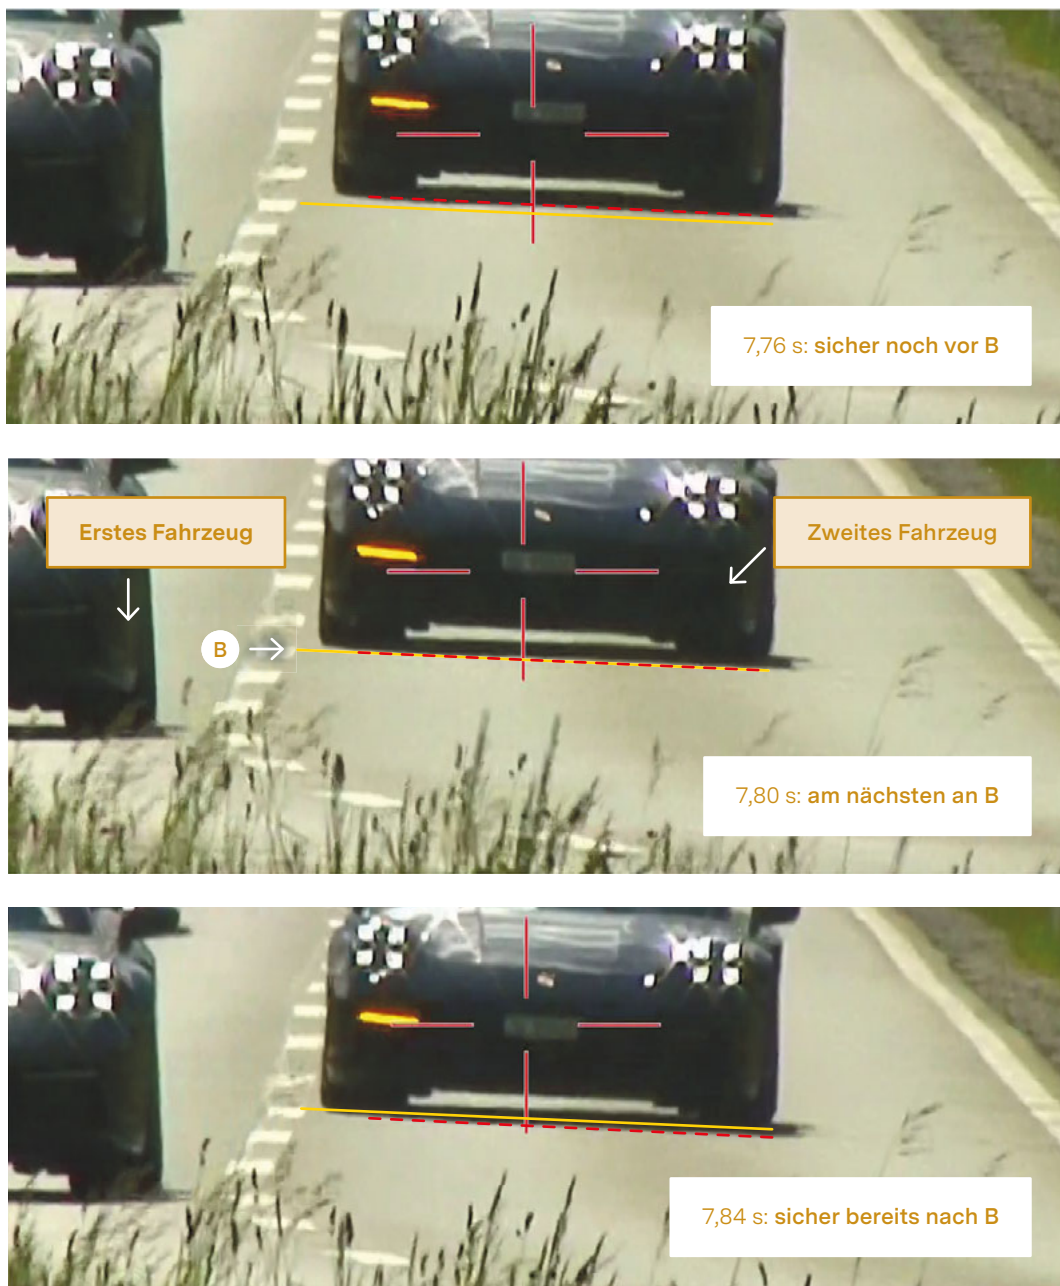 7,76 s: sicher noch vor B
Erstes Fahrzeug
Zweites Fahrzeug
B
7,80 s: am nächsten an B
7,84 s: sicher bereits nach B